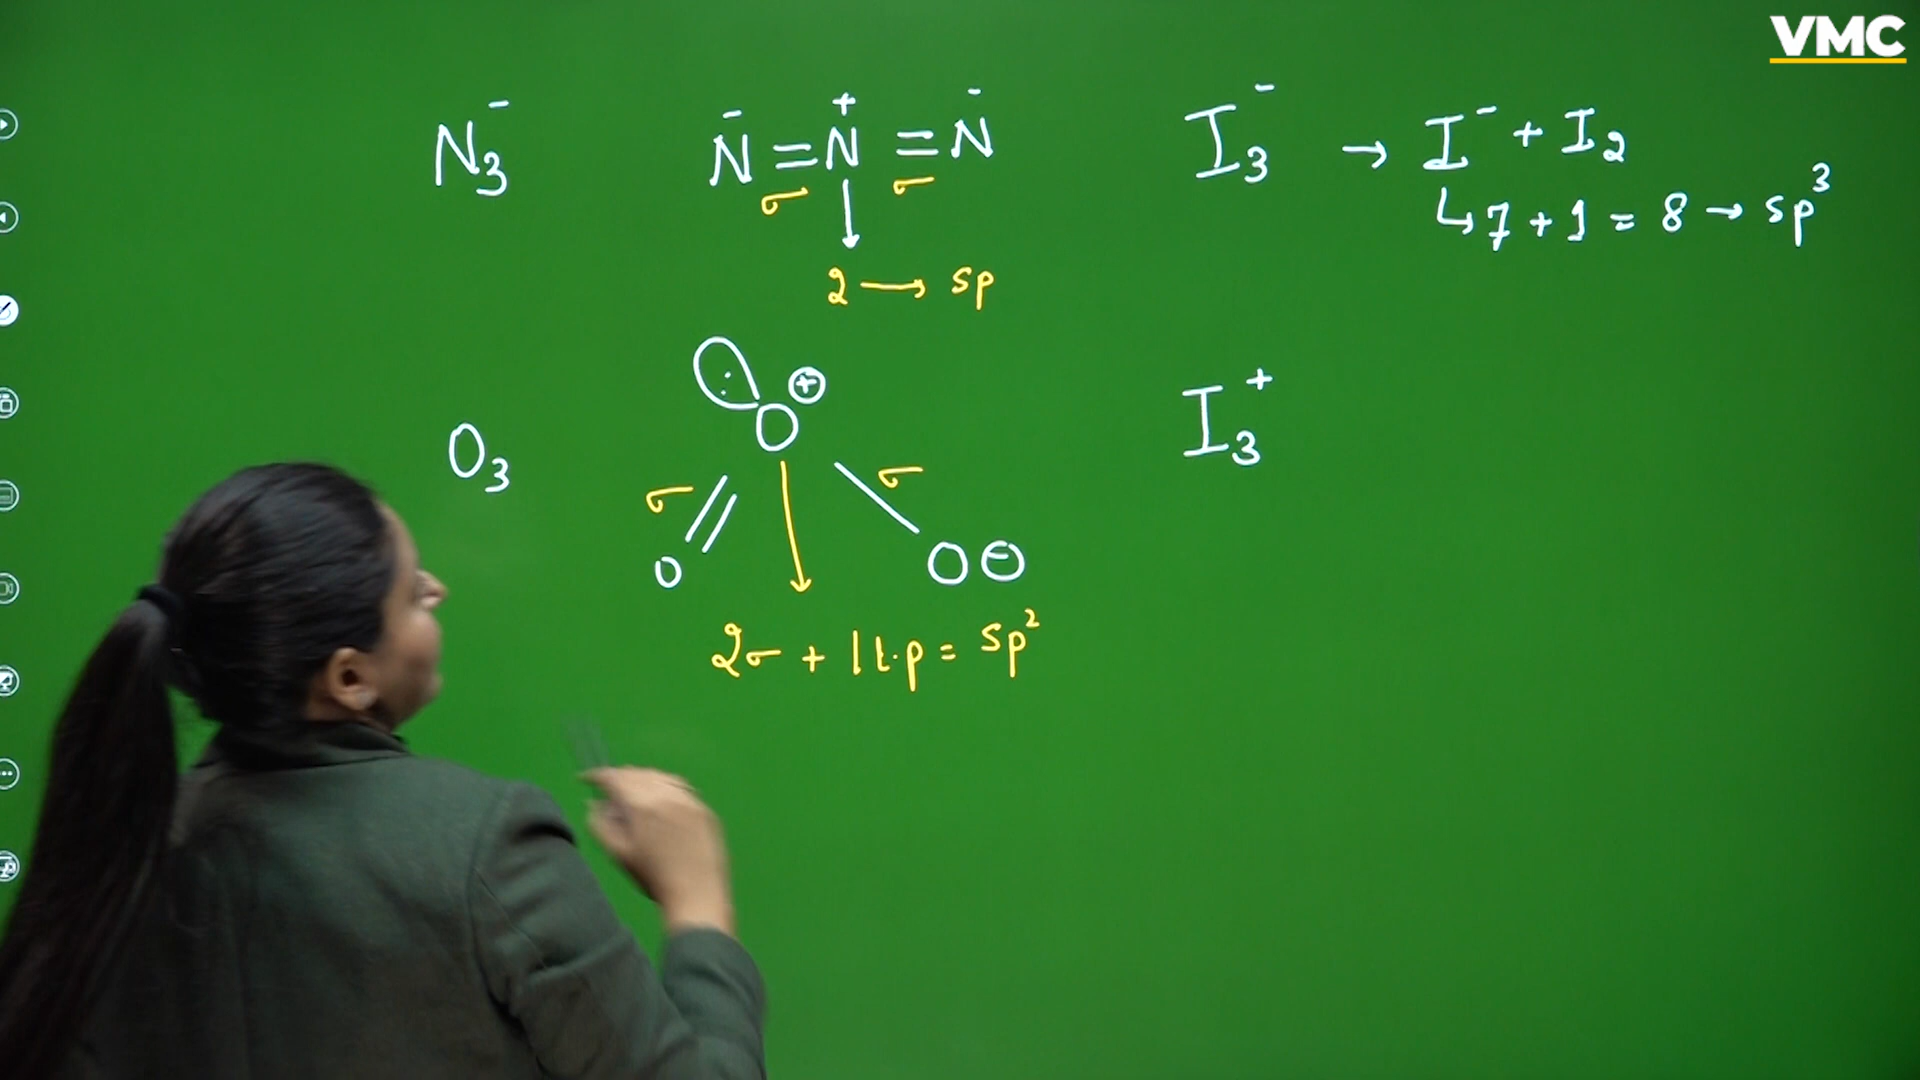 VMC
N₃⁻
N⁻=N⁺=N⁻
σ σ
2 → sp
O₃
⊕
O
σ σ
O O⊖
2σ + 1 l.p = sp²
I₃⁻ → I⁻ + I₂
↳ 7 + 1 = 8 → sp³
I₃⁺